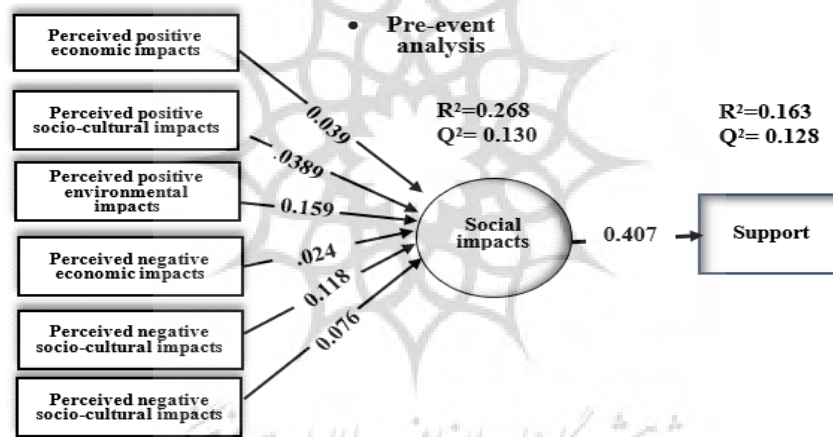 • Pre-event
analysis
Perceived positive
economic impacts
Perceived positive
socio-cultural impacts
Perceived positive
environmental
impacts
Perceived negative
economic impacts
Perceived negative
socio-cultural impacts
Perceived negative
socio-cultural impacts
0.039
.0389
0.159
.024
0.118
0.076
R²=0.268
Q²= 0.130
Social
impacts
0.407
R²=0.163
Q²= 0.128
Support